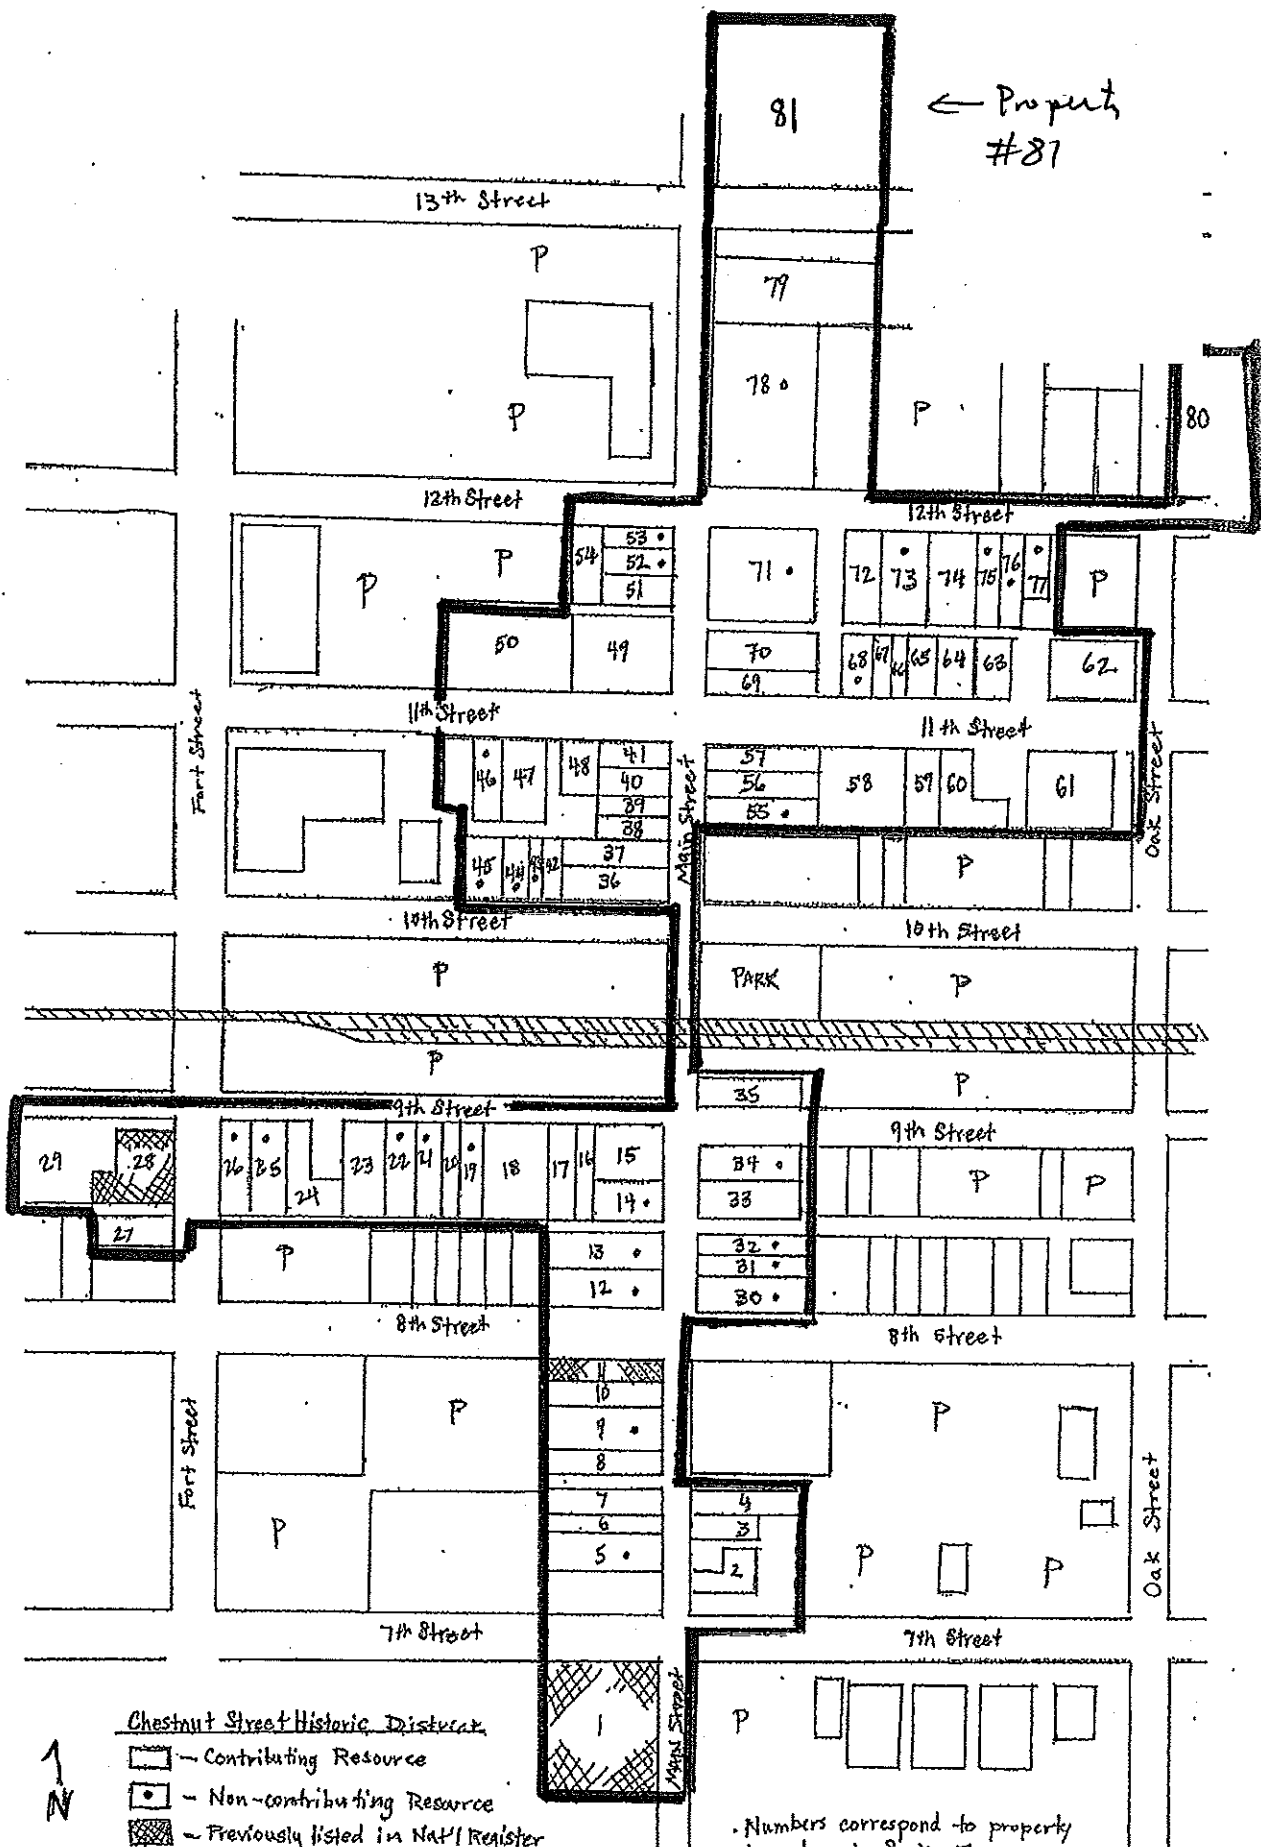 81
← Property
#81
13th Street
P
79
78
P
P
80
12th Street
12th Street
P
P
54
53
52
51
71
72
73
74
75
76
77
P
50
49
70
69
68
67
66
65
64
63
62
11th Street
11th Street
Fort Street
Main Street
Oak Street
46
47
48
41
40
39
38
57
56
55
58
59
60
61
45
44
43
42
37
36
P
10th Street
10th Street
P
PARK
P
P
35
P
9th Street
9th Street
29
28
26
25
24
23
22
21
20
19
18
17
16
15
14
34
33
P
P
27
P
13
12
32
31
30
8th Street
8th Street
Fort Street
P
11
10
9
8
P
Oak Street
P
7
6
5
4
3
2
P
P
7th Street
7th Street
1
Main Street
P
Chestnut Street Historic District
1
N
- Contributing Resource
- Non-contributing Resource
- Previously listed in Nat'l Register
. Numbers correspond to property